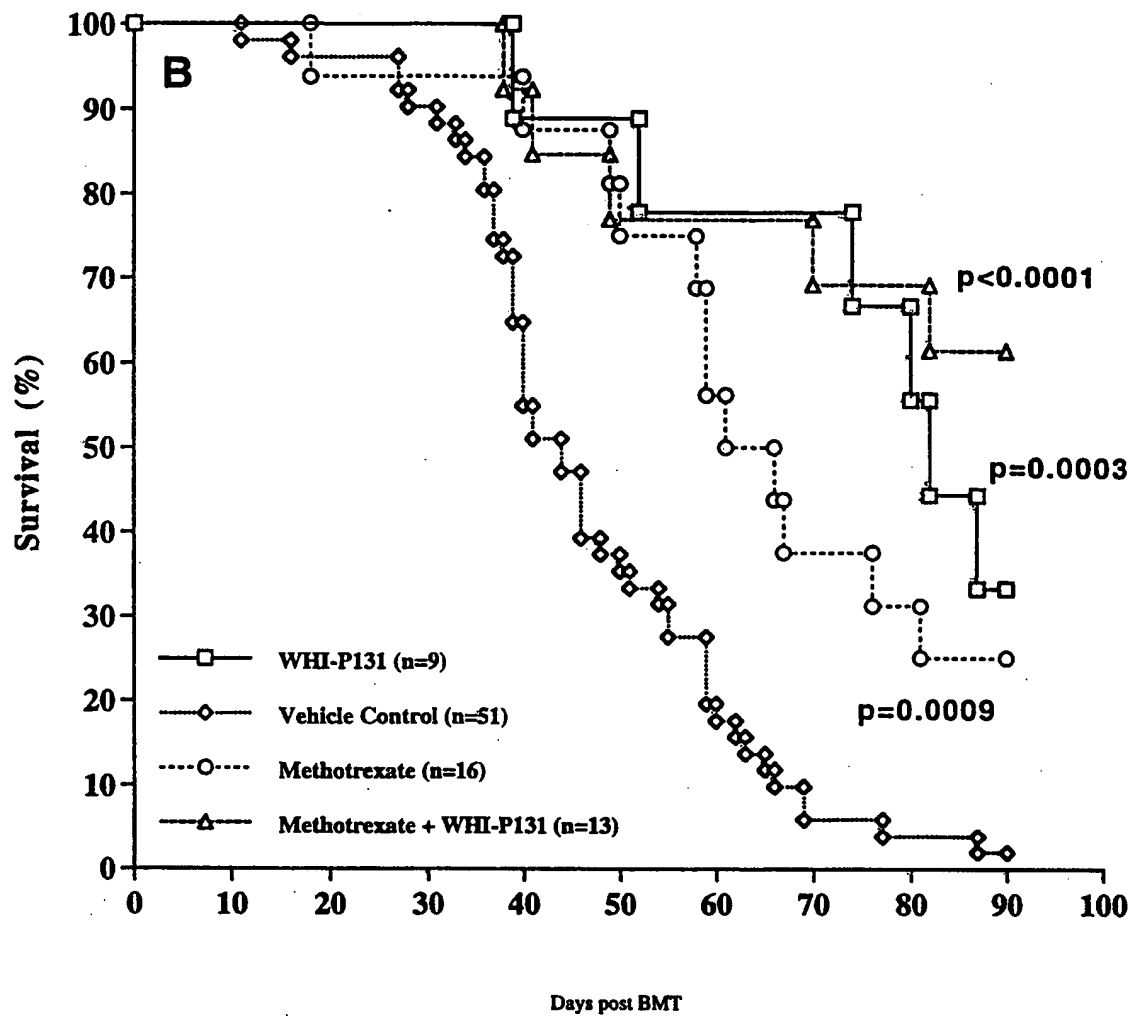 B
100
90
80
70
60
50
40
30
20
10
0
Survival (%)
p<0.0001
p=0.0003
p=0.0009
WHI-P131 (n=9)
Vehicle Control (n=51)
Methotrexate (n=16)
Methotrexate + WHI-P131 (n=13)
0 10 20 30 40 50 60 70 80 90 100
Days post BMT